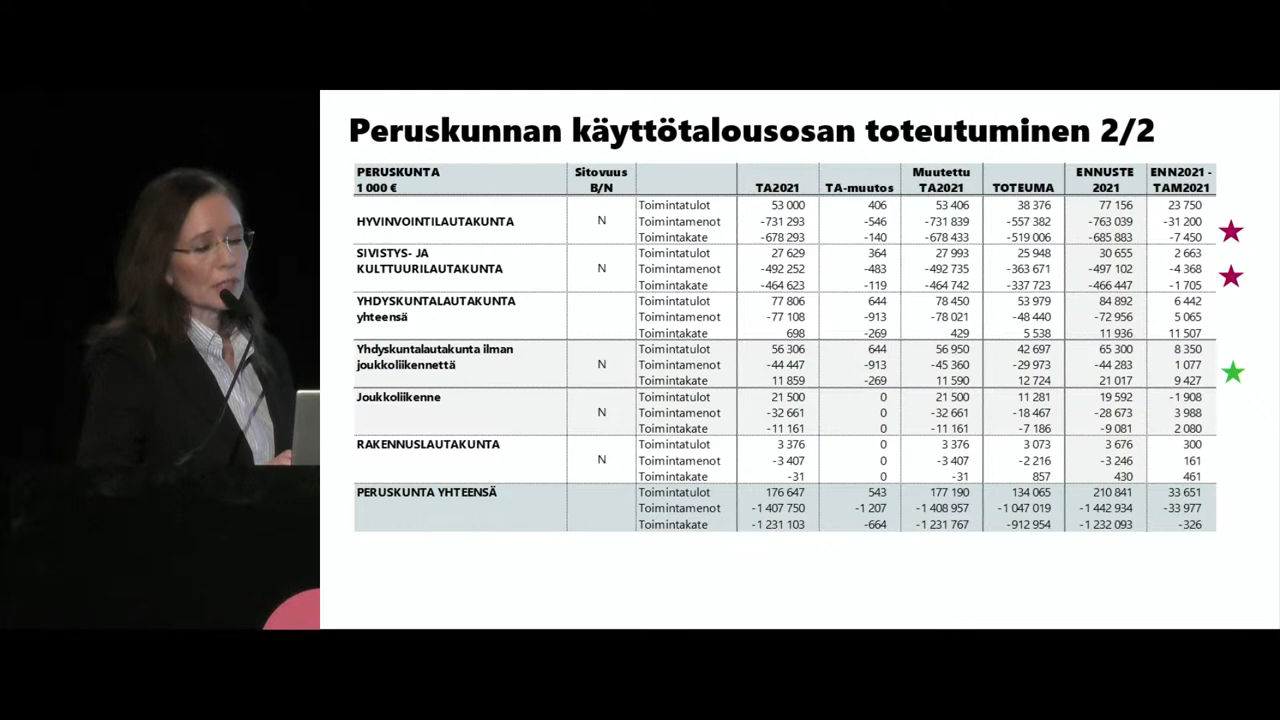 Peruskunnan käyttötalousosan toteutuminen 2/2
PERUSKUNTA Sitovuus Muutettu ENNUSTE ENN2021 -
1 000 € B/N TA2021 TA-muutos TA2021 TOTEUMA 2021 TAM2021
Toimintatulot 53 000 406 53 406 38 376 77 156 23 750
HYVINVOINTILAUTAKUNTA N Toimintamenot -731 293 -546 -731 839 -557 382 -763 039 -31 200
Toimintakate -678 293 -140 -678 433 -519 006 -685 883 -7 450
SIVISTYS- JA Toimintatulot 27 629 364 27 993 25 948 30 655 2 663
KULTTUURILAUTAKUNTA N Toimintamenot -492 252 -483 -492 735 -363 671 -497 102 -4 368
Toimintakate -464 623 -119 -464 742 -337 723 -466 447 -1 705
YHDYSKUNTALAUTAKUNTA Toimintatulot 77 806 644 78 450 53 979 84 892 6 442
yhteensä Toimintamenot -77 108 -913 -78 021 -48 440 -72 956 5 065
Toimintakate 698 -269 429 5 538 11 936 11 507
Yhdyskuntalautakunta ilman Toimintatulot 56 306 644 56 950 42 697 65 300 8 350
joukkoliikennettä N Toimintamenot -44 447 -913 -45 360 -29 973 -44 283 1 077
Toimintakate 11 859 -269 11 590 12 724 21 017 9 427
Joukkoliikenne Toimintatulot 21 500 0 21 500 11 281 19 592 -1 908
N Toimintamenot -32 661 0 -32 661 -18 467 -28 673 3 988
Toimintakate -11 161 0 -11 161 -7 186 -9 081 2 080
RAKENNUSLAUTAKUNTA Toimintatulot 3 376 0 3 376 3 073 3 676 300
N Toimintamenot -3 407 0 -3 407 -2 216 -3 246 161
Toimintakate -31 0 -31 857 430 461
PERUSKUNTA YHTEENSÄ Toimintatulot 176 647 543 177 190 134 065 210 841 33 651
Toimintamenot -1 407 750 -1 207 -1 408 957 -1 047 019 -1 442 934 -33 977
Toimintakate -1 231 103 -664 -1 231 767 -912 954 -1 232 093 -326